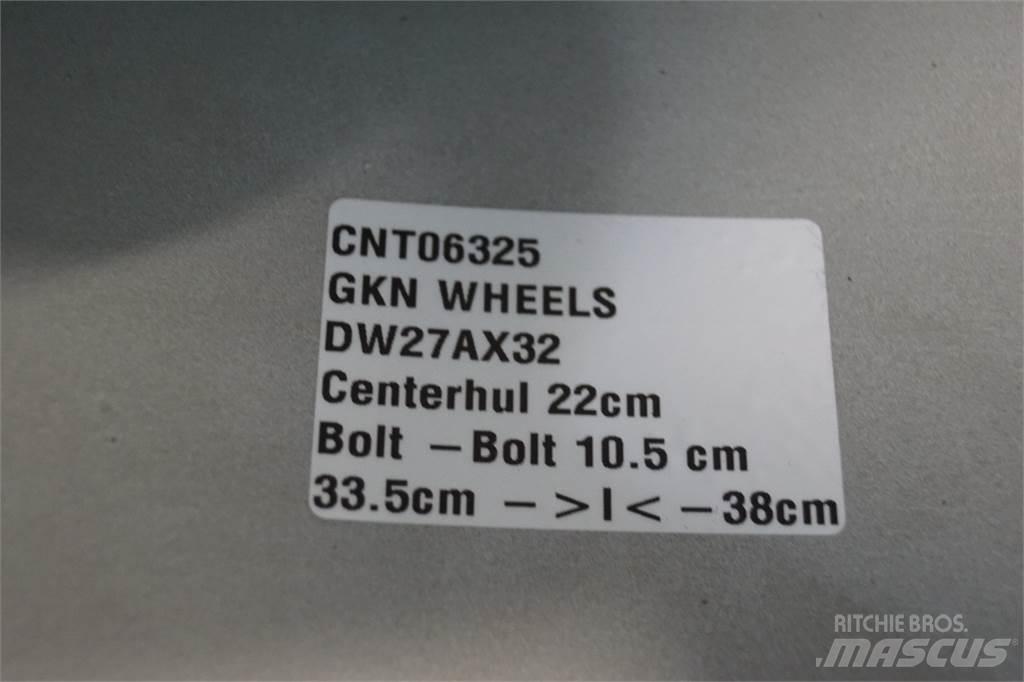 CNT06325
GKN WHEELS
DW27AX32
Centerhul 22cm
Bolt –Bolt 10.5 cm
33.5cm –>I<–38cm
RITCHIE BROS.
MASCUS